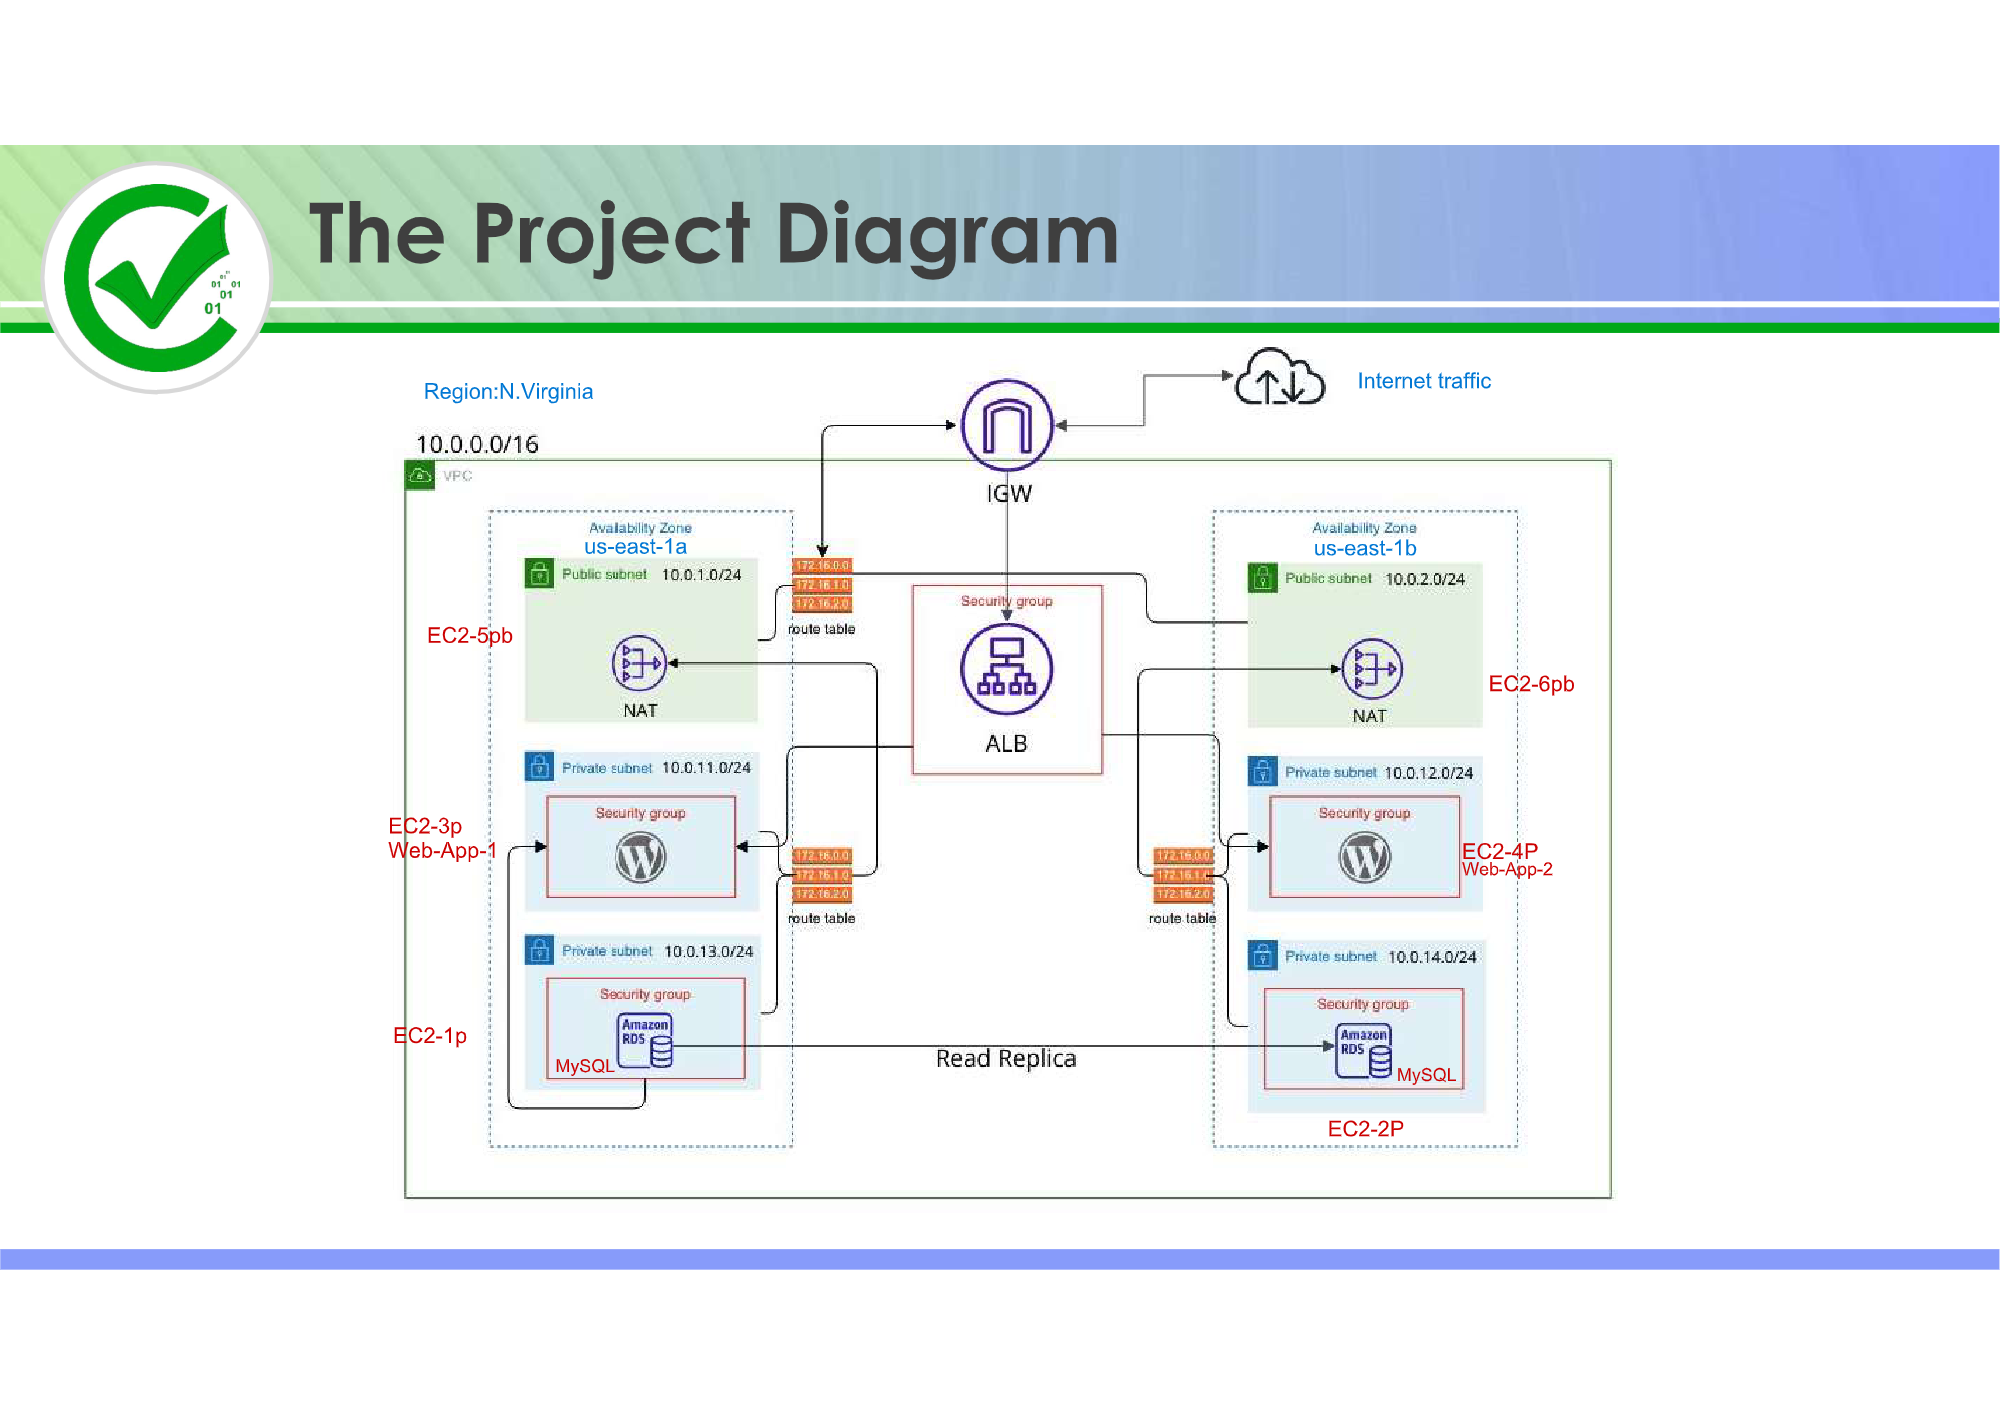 The Project Diagram
01
01 01
01
01
Region:N.Virginia
Internet traffic
10.0.0.0/16
VPC
IGW
Availability Zone
us-east-1a
Availability Zone
us-east-1b
Public subnet 10.0.1.0/24
172.16.0.0
172.16.1.0
172.16.2.0
route table
Public subnet 10.0.2.0/24
Security group
ALB
EC2-5pb
NAT
EC2-6pb
NAT
Private subnet 10.0.11.0/24
Security group
EC2-3p
Web-App-1
172.16.0.0
172.16.1.0
172.16.2.0
route table
Private subnet 10.0.12.0/24
Security group
EC2-4P
Web-App-2
172.16.0.0
172.16.1.0
172.16.2.0
route table
Private subnet 10.0.13.0/24
Security group
Amazon
RDS
MySQL
EC2-1p
Read Replica
Private subnet 10.0.14.0/24
Security group
Amazon
RDS
MySQL
EC2-2P